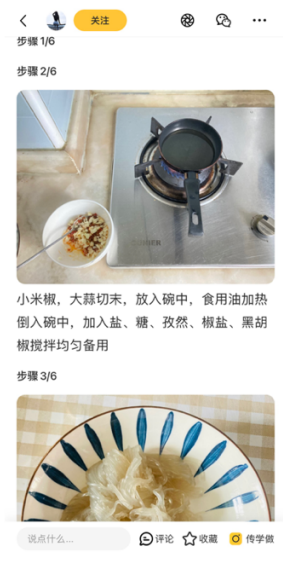 关注
步骤 1/6
步骤 2/6
小米椒，大蒜切末，放入碗中，食用油加热
倒入碗中，加入盐、糖、孜然、椒盐、黑胡
椒搅拌均匀备用
步骤 3/6
说点什么...
评论
收藏
传学做